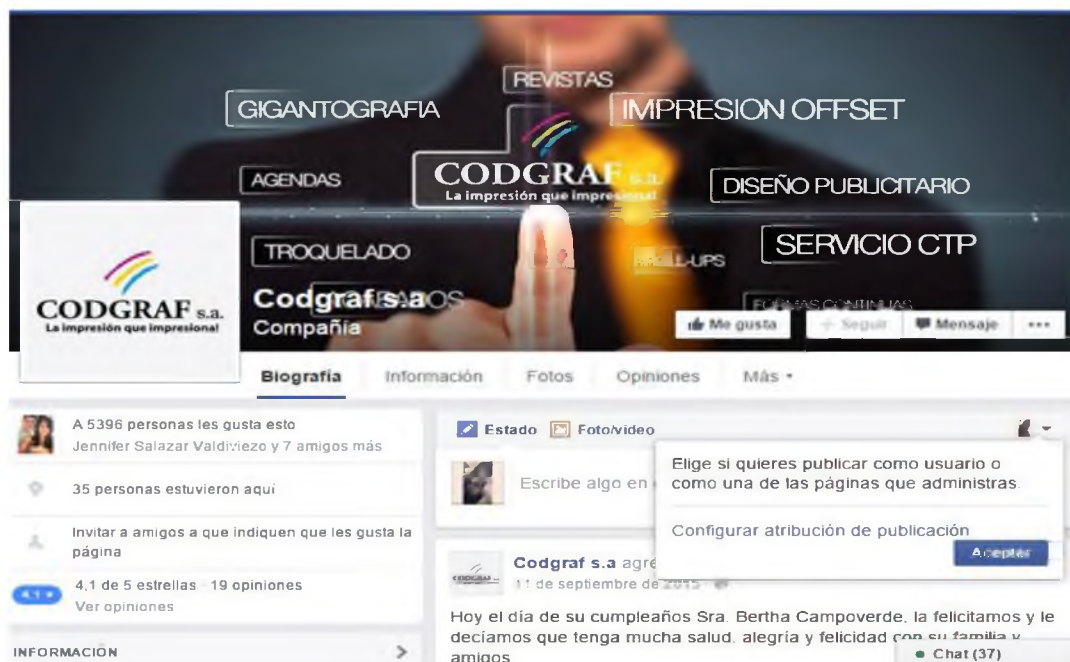 REVISTAS
GIGANTOGRAFIA
IMPRESION OFFSET
AGENDAS
CODGRAF s.a.
La impresión que impresiona!
DISEÑO PUBLICITARIO
TROQUELADO
SERVICIO CTP
FORMAS CONTINUAS
CODGRAF s.a.
La impresión que impresiona!
Codgraf s.a
Compañía
Me gusta
Seguir
Mensaje
Biografía Información Fotos Opiniones Más
A 5396 personas les gusta esto
Jennifer Salazar Valdiviezo y 7 amigos más
35 personas estuvieron aquí
Invitar a amigos a que indiquen que les gusta la
página
4,1
4,1 de 5 estrellas · 19 opiniones
Ver opiniones
INFORMACIÓN
Estado Foto/video
Escribe algo en
Elige si quieres publicar como usuario o
como una de las páginas que administras.
Configurar atribución de publicación
Aceptar
Codgraf s.a agre
11 de septiembre de 2015
Hoy el día de su cumpleaños Sra. Bertha Campoverde, la felicitamos y le
decíamos que tenga mucha salud, alegría y felicidad con su familia y
amigos
Chat (37)